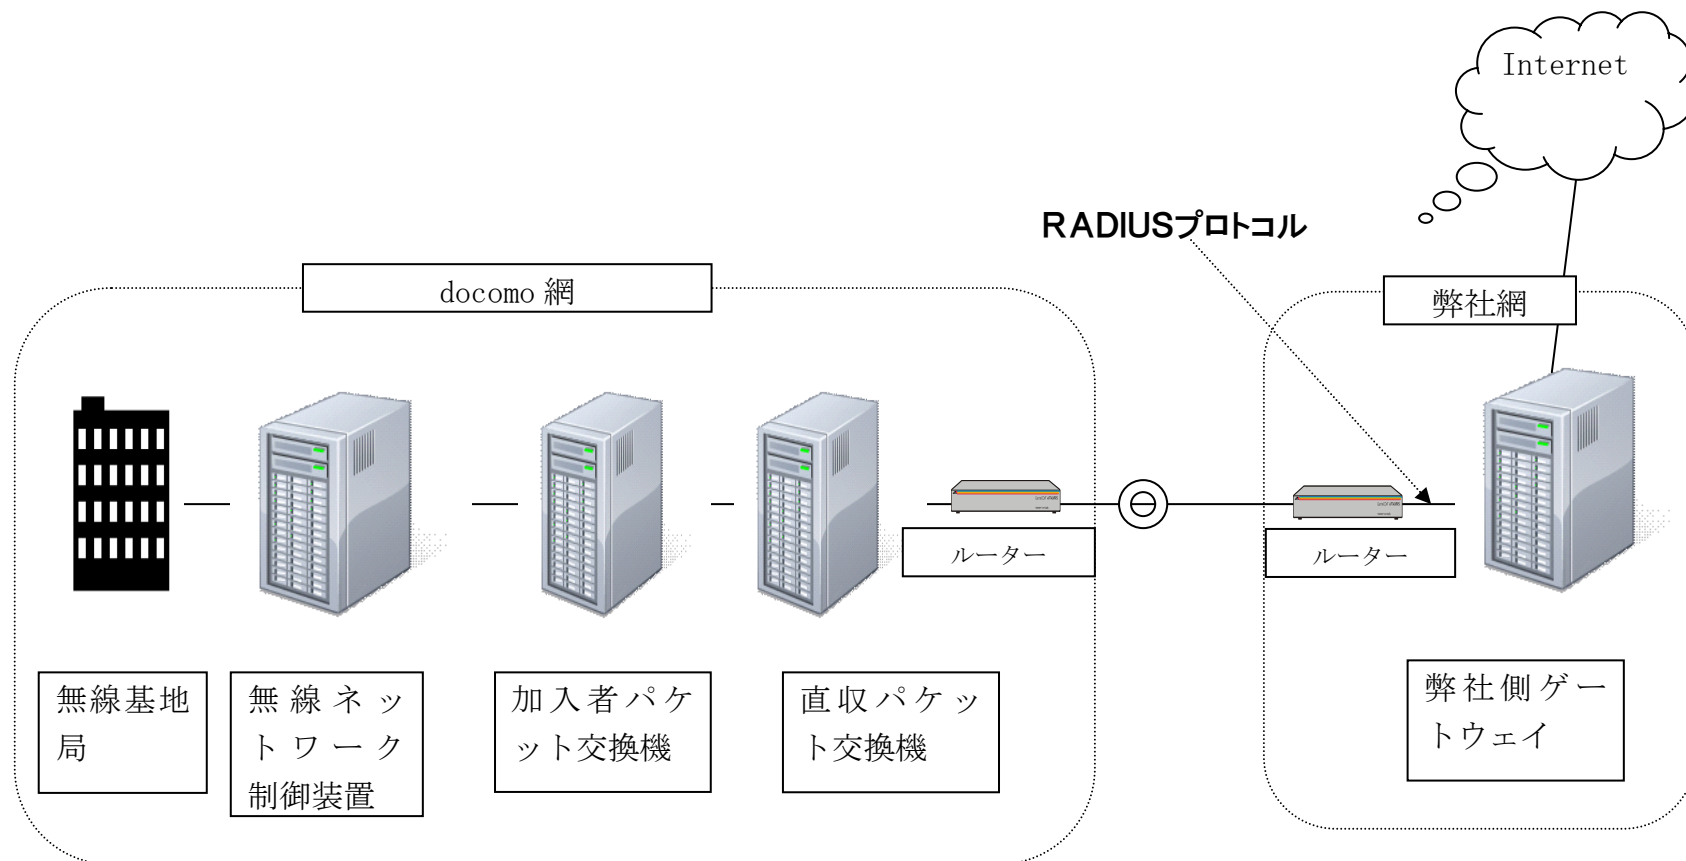 Internet
RADIUSプロトコル
docomo 網
弊社網
ルーター
ルーター
無線基地
局
無線ネッ
トワーク
制御装置
加入者パケ
ット交換機
直収パケッ
ト交換機
弊社側ゲー
トウェイ